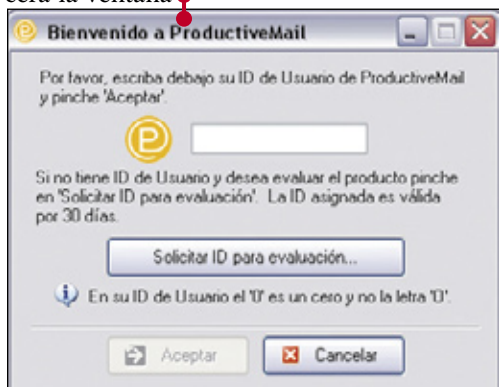 cerá la ventana
Bienvenido a ProductiveMail
Por favor, escriba debajo su ID de Usuario de ProductiveMail
y pinche 'Aceptar'.
Si no tiene ID de Usuario y desea evaluar el producto pinche
en 'Solicitar ID para evaluación'. La ID asignada es válida
por 30 días.
Solicitar ID para evaluación...
En su ID de Usuario el '0' es un cero y no la letra 'O'.
Aceptar
Cancelar